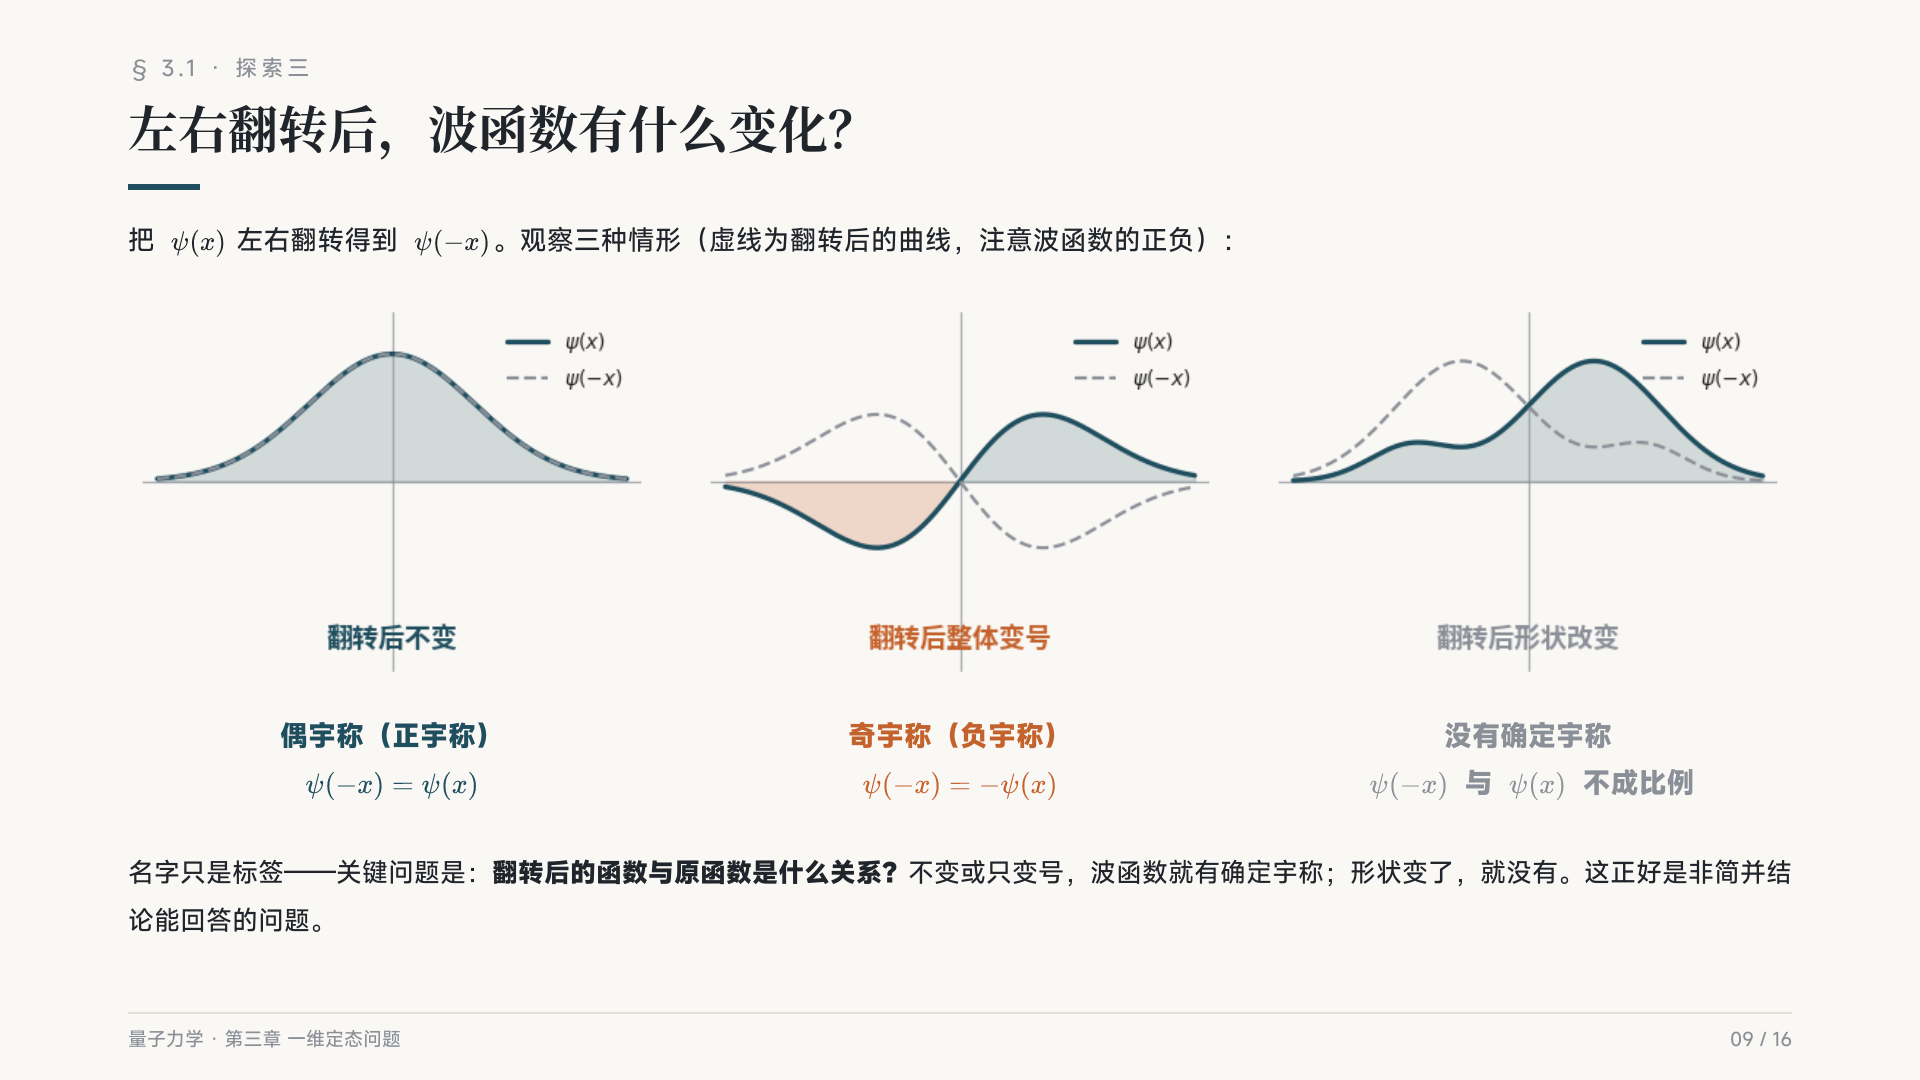 § 3.1 · 探索三
左右翻转后，波函数有什么变化？
把 ψ(x) 左右翻转得到 ψ(−x)。观察三种情形（虚线为翻转后的曲线，注意波函数的正负）：
ψ(x)
ψ(−x)
翻转后不变
ψ(x)
ψ(−x)
翻转后整体变号
ψ(x)
ψ(−x)
翻转后形状改变
偶宇称（正宇称）
ψ(−x) = ψ(x)
奇宇称（负宇称）
ψ(−x) = −ψ(x)
没有确定宇称
ψ(−x) 与 ψ(x) 不成比例
名字只是标签——关键问题是：翻转后的函数与原函数是什么关系？不变或只变号，波函数就有确定宇称；形状变了，就没有。这正好是非简并结
论能回答的问题。
量子力学 · 第三章 一维定态问题
09 / 16